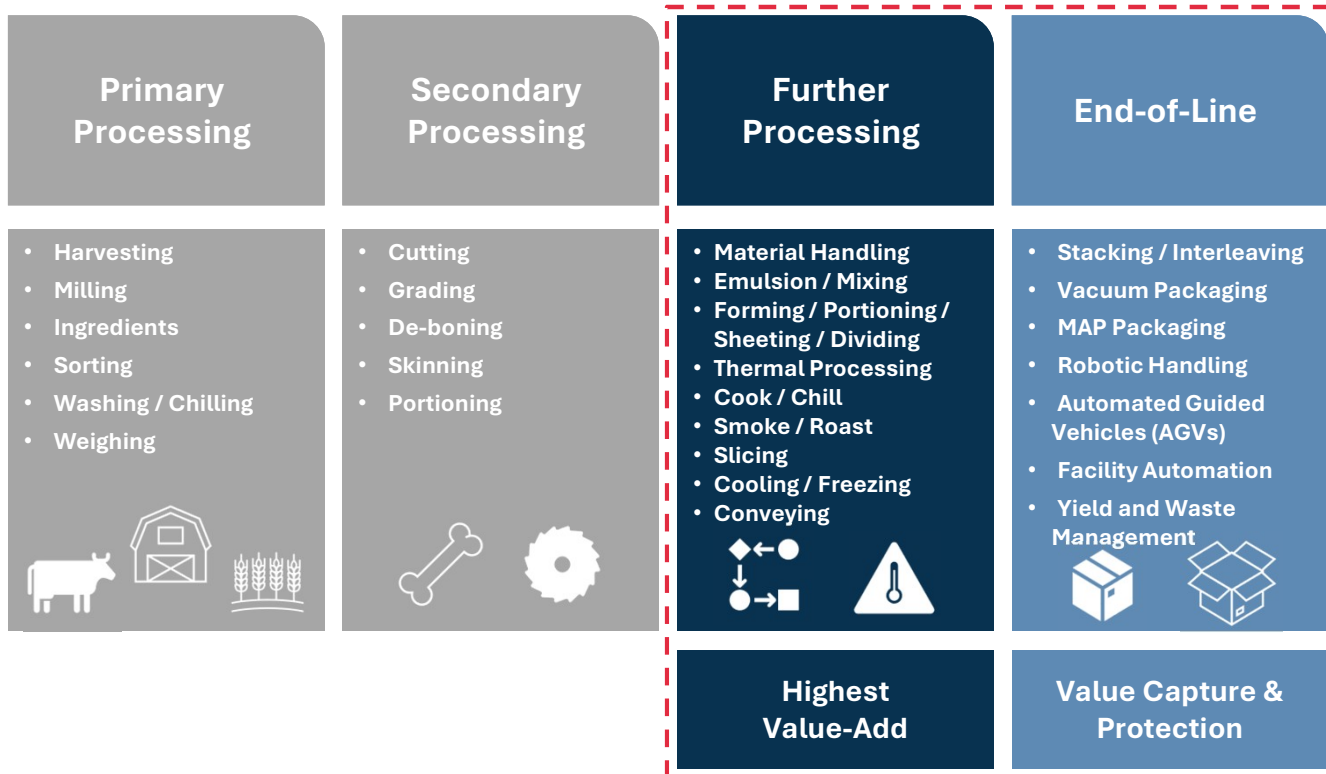 Primary
Processing
• Harvesting
• Milling
• Ingredients
• Sorting
• Washing / Chilling
• Weighing
Secondary
Processing
• Cutting
• Grading
• De-boning
• Skinning
• Portioning
Further
Processing
• Material Handling
• Emulsion / Mixing
• Forming / Portioning /
Sheeting / Dividing
• Thermal Processing
• Cook / Chill
• Smoke / Roast
• Slicing
• Cooling / Freezing
• Conveying
Highest
Value-Add
End-of-Line
• Stacking / Interleaving
• Vacuum Packaging
• MAP Packaging
• Robotic Handling
• Automated Guided
Vehicles (AGVs)
• Facility Automation
• Yield and Waste
Management
Value Capture &
Protection